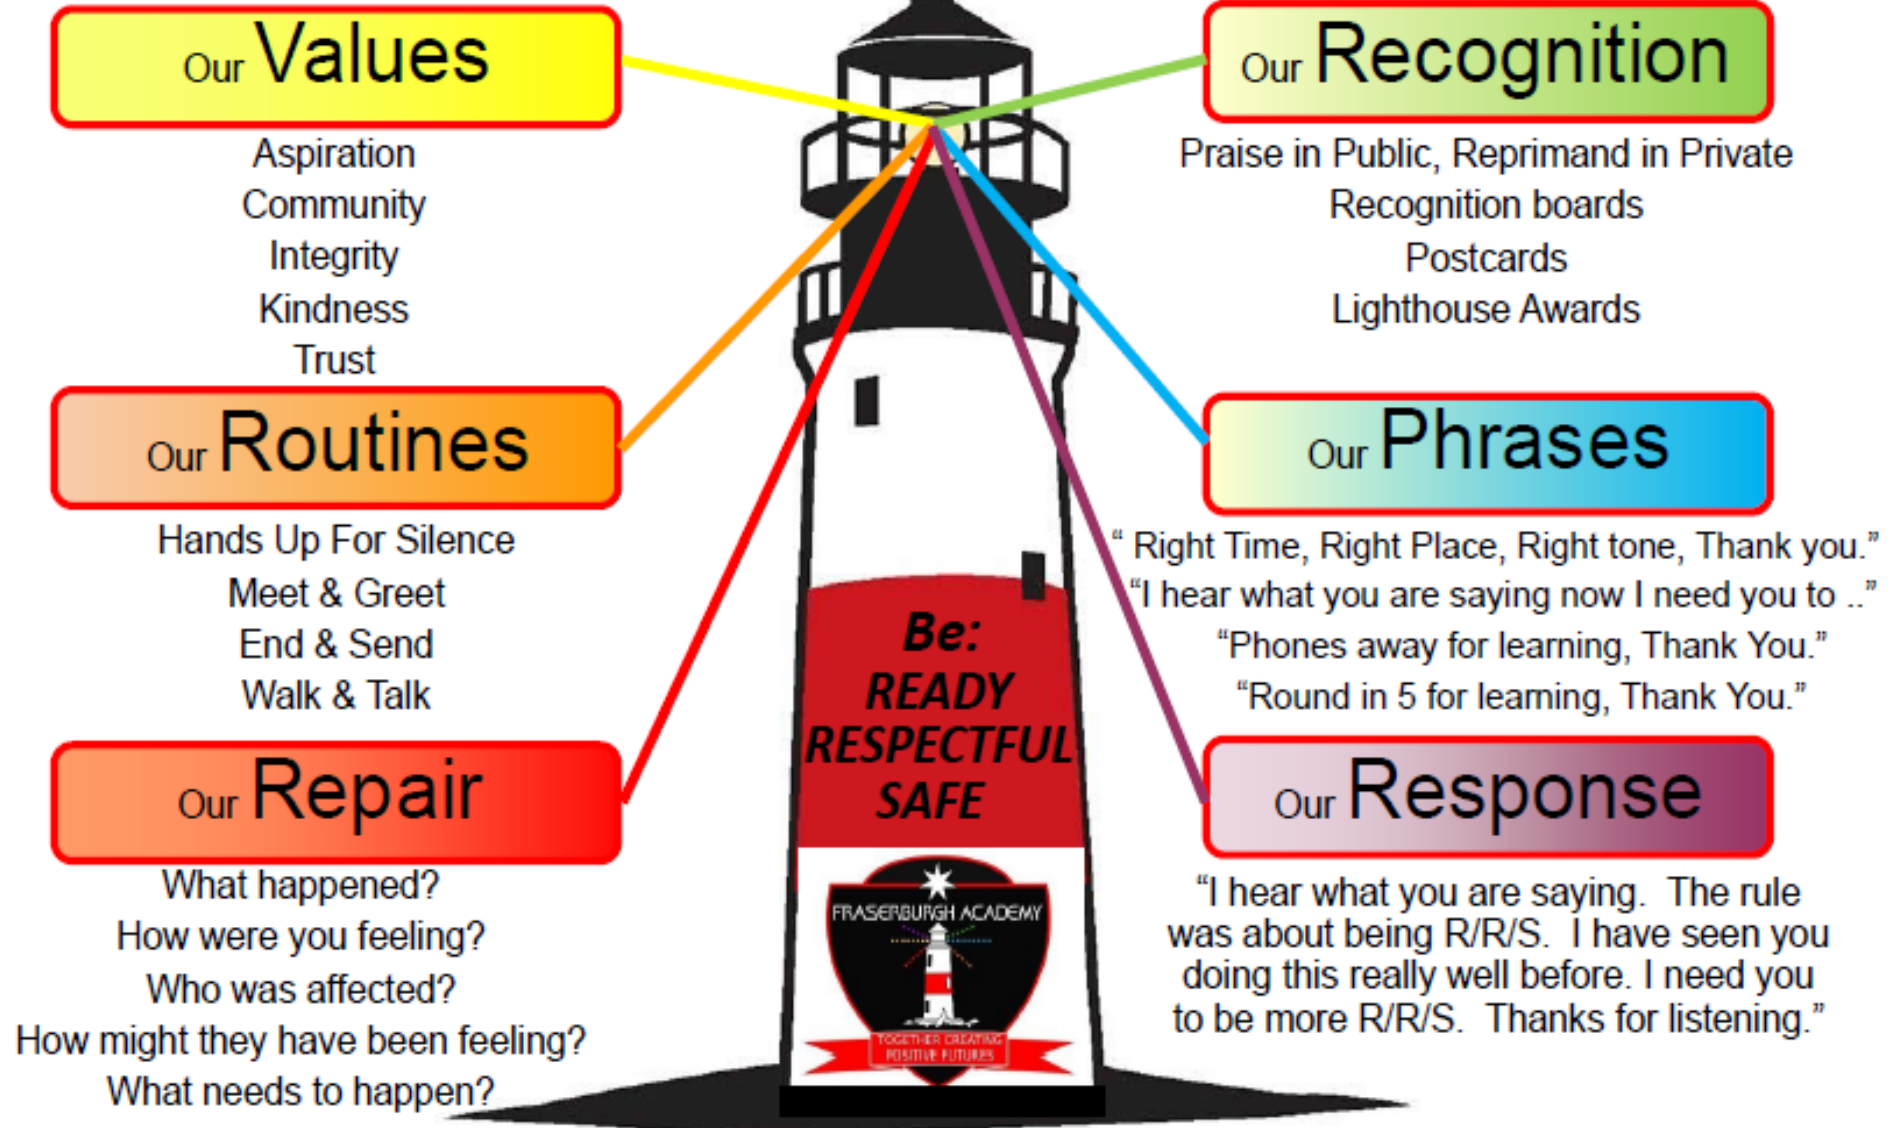 Our Values
Aspiration
Community
Integrity
Kindness
Trust
Our Routines
Hands Up For Silence
Meet & Greet
End & Send
Walk & Talk
Our Repair
What happened?
How were you feeling?
Who was affected?
How might they have been feeling?
What needs to happen?
Be:
READY
RESPECTFUL
SAFE
FRASERBURGH ACADEMY
TOGETHER CREATING
POSITIVE FUTURES
Our Recognition
Praise in Public, Reprimand in Private
Recognition boards
Postcards
Lighthouse Awards
Our Phrases
“ Right Time, Right Place, Right tone, Thank you.”
“I hear what you are saying now I need you to ..”
“Phones away for learning, Thank You.”
“Round in 5 for learning, Thank You.”
Our Response
“I hear what you are saying.  The rule
was about being R/R/S.  I have seen you
doing this really well before. I need you
to be more R/R/S.  Thanks for listening.”